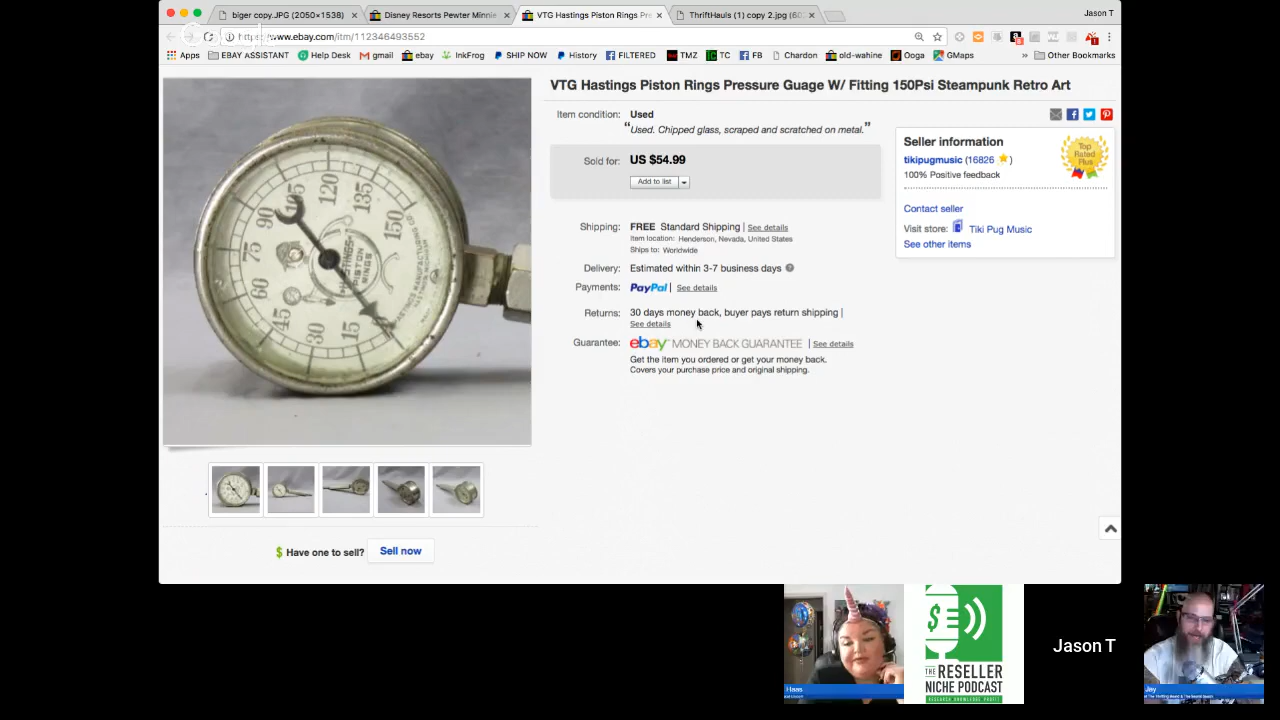 biger copy.JPG (2050×1538) ×
Disney Resorts Pewter Minnie ×
VTG Hastings Piston Rings Pre ×
ThriftHauls (1) copy 2.jpg (60 ×
Jason T
https://www.ebay.com/itm/112346493552
Apps
EBAY ASSISTANT
Help Desk
gmail
ebay
InkFrog
SHIP NOW
History
FILTERED
TMZ
TC
FB
Chardon
old-wahine
Ooga
GMaps
»
Other Bookmarks
VTG Hastings Piston Rings Pressure Guage W/ Fitting 150Psi Steampunk Retro Art
Item condition: Used
“Used. Chipped glass, scraped and scratched on metal.”
Sold for: US $54.99
Add to list
Shipping: FREE Standard Shipping | See details
Item location: Henderson, Nevada, United States
Ships to: Worldwide
Delivery: Estimated within 3-7 business days
Payments: PayPal | See details
Returns: 30 days money back, buyer pays return shipping |
See details
Guarantee: ebay MONEY BACK GUARANTEE | See details
Get the item you ordered or get your money back.
Covers your purchase price and original shipping.
Seller information
tikipugmusic (16826 )
100% Positive feedback
Top
Rated
Plus
Contact seller
Visit store: Tiki Pug Music
See other items
15
30
45
60
75
90
120
135
150
HASTINGS
PISTON
RINGS
$ Have one to sell? Sell now
Haas
$
THE
RESELLER
NICHE PODCAST
RESEARCH KNOWLEDGE PROFIT
Jason T
Jay